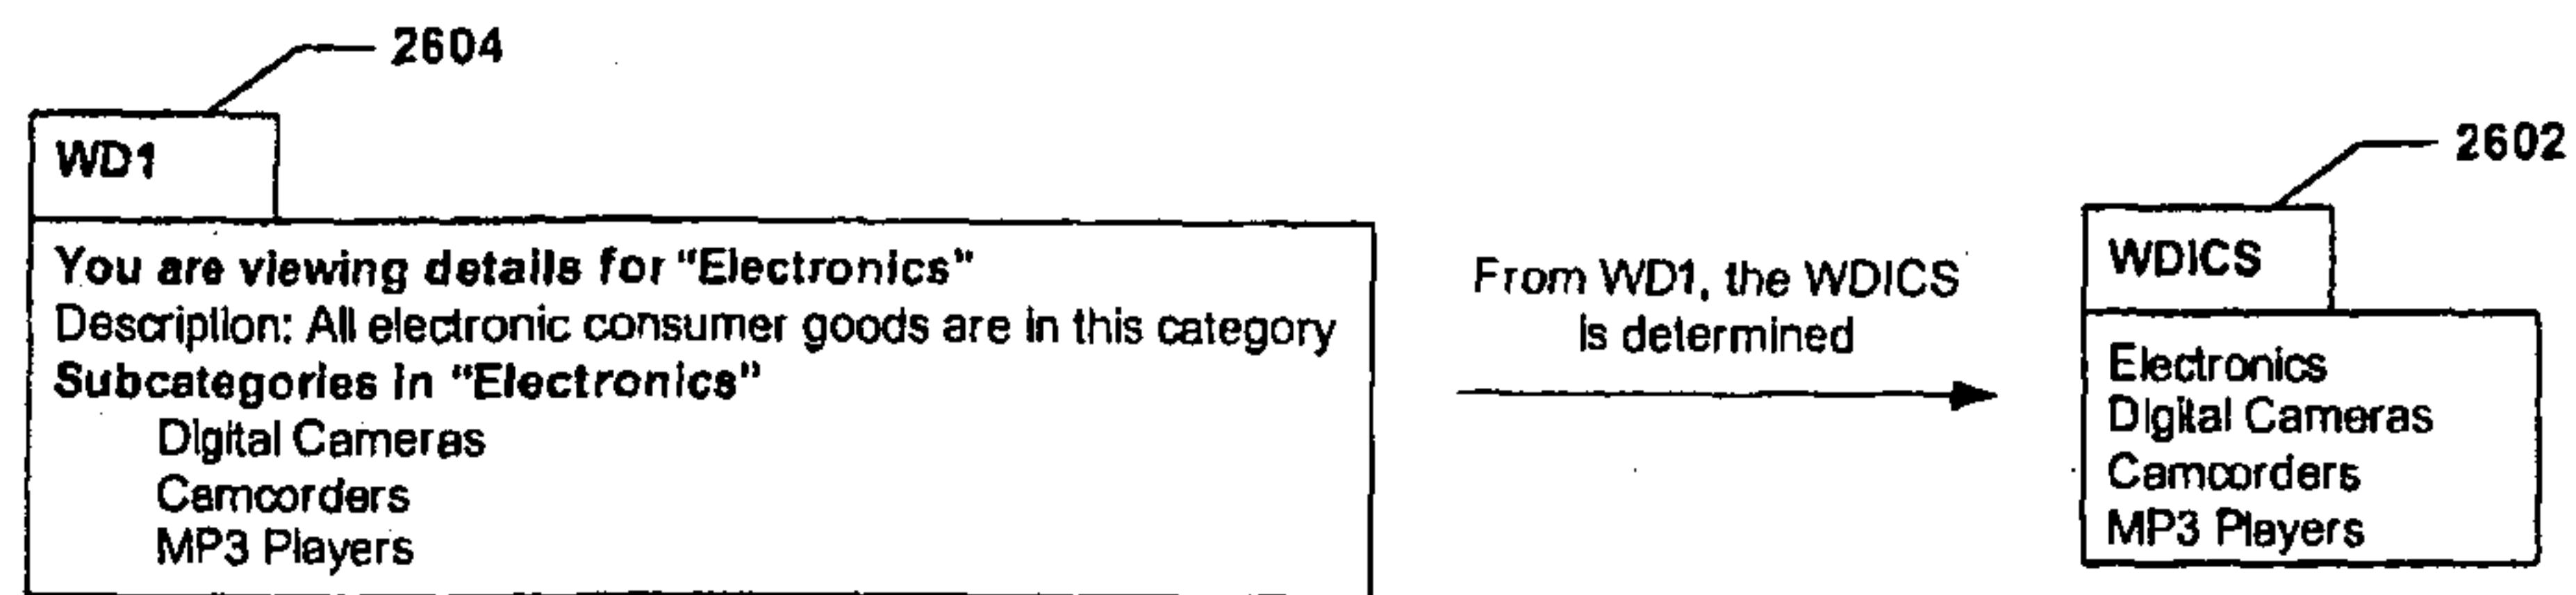 2604
WD1
You are viewing details for "Electronics"
Description: All electronic consumer goods are in this category
Subcategories in "Electronics"
Digital Cameras
Camcorders
MP3 Players
From WD1, the WDICS
is determined
2602
WDICS
Electronics
Digital Cameras
Camcorders
MP3 Players